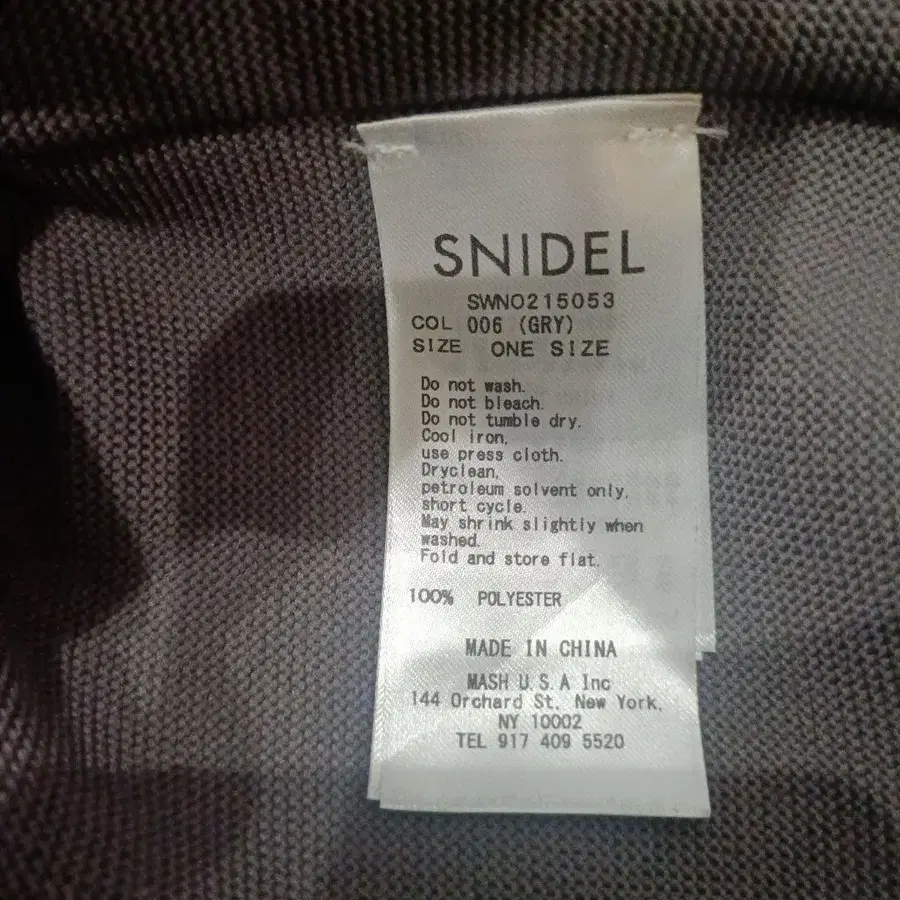 SNIDEL
SWNO215053
COL 006 (GRY)
SIZE ONE SIZE
Do not wash.
Do not bleach.
Do not tumble dry.
Cool iron,
use press cloth.
Dryclean,
petroleum solvent only,
short cycle.
May shrink slightly when
washed.
Fold and store flat.
100% POLYESTER
MADE IN CHINA
MASH U.S.A Inc
144 Orchard St, New York,
NY 10002
TEL 917 409 5520